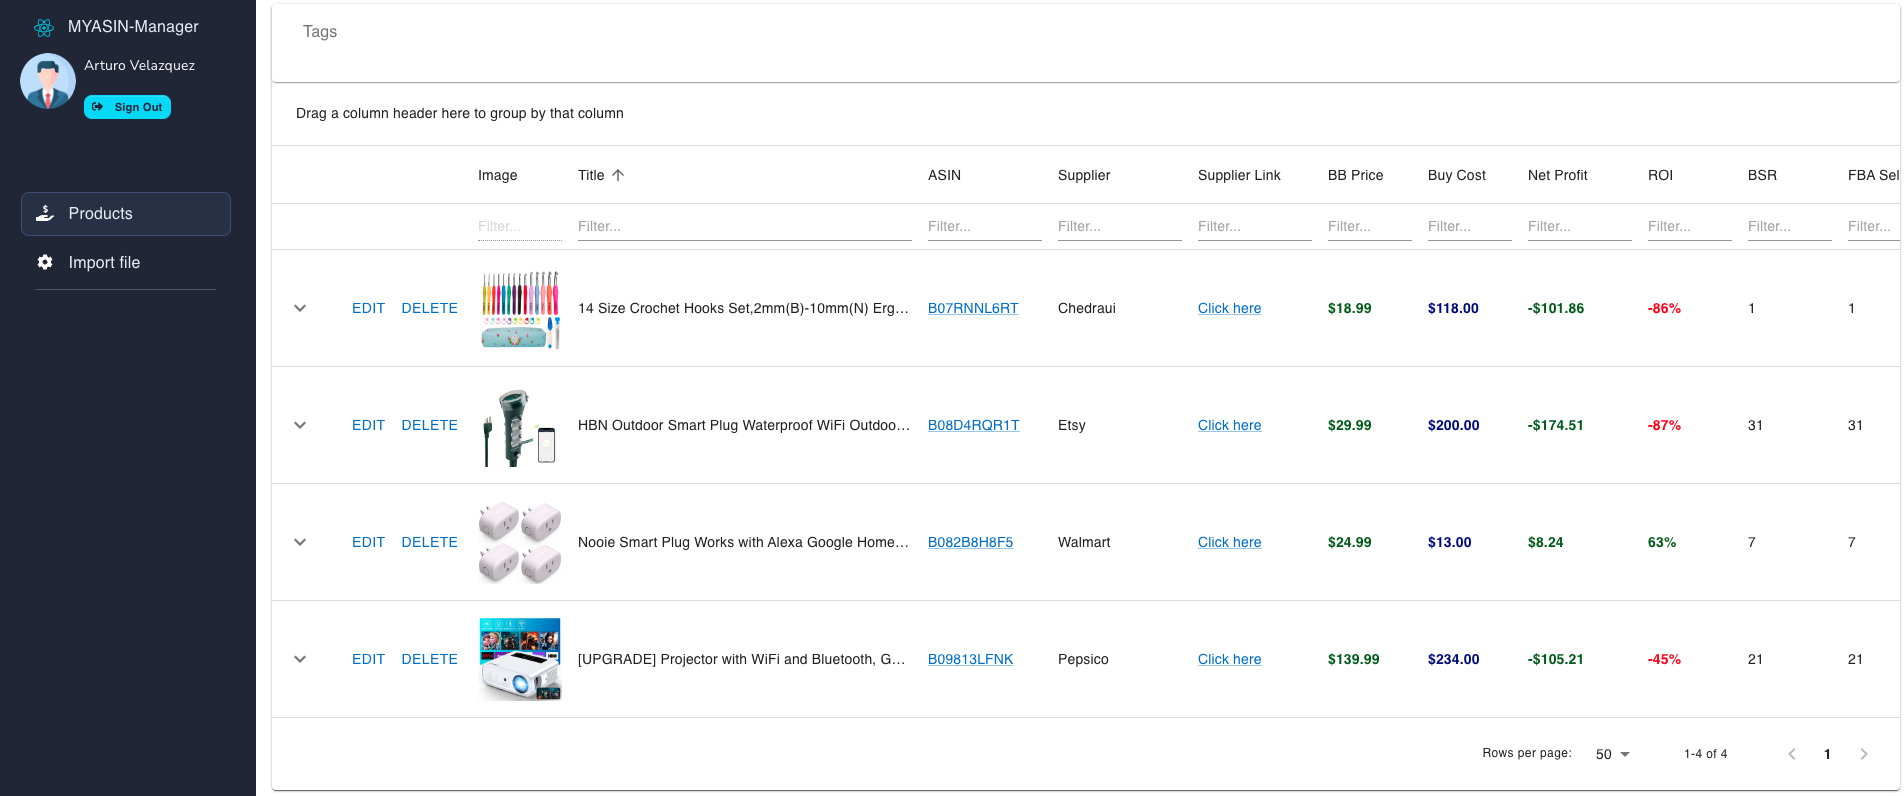 MYASIN-Manager
Arturo Velazquez
Sign Out
Products
Import file
Tags
Drag a column header here to group by that column
Image Title ASIN Supplier Supplier Link BB Price Buy Cost Net Profit ROI BSR FBA Sel
Filter... Filter... Filter... Filter... Filter... Filter... Filter... Filter... Filter... Filter... Filter...
EDIT DELETE 14 Size Crochet Hooks Set,2mm(B)-10mm(N) Erg... B07RNNL6RT Chedraui Click here $18.99 $118.00 -$101.86 -86% 1 1
EDIT DELETE HBN Outdoor Smart Plug Waterproof WiFi Outdoo... B08D4RQR1T Etsy Click here $29.99 $200.00 -$174.51 -87% 31 31
EDIT DELETE Nooie Smart Plug Works with Alexa Google Home... B082B8H8F5 Walmart Click here $24.99 $13.00 $8.24 63% 7 7
EDIT DELETE [UPGRADE] Projector with WiFi and Bluetooth, G... B09813LFNK Pepsico Click here $139.99 $234.00 -$105.21 -45% 21 21
Rows per page: 50 1-4 of 4 1